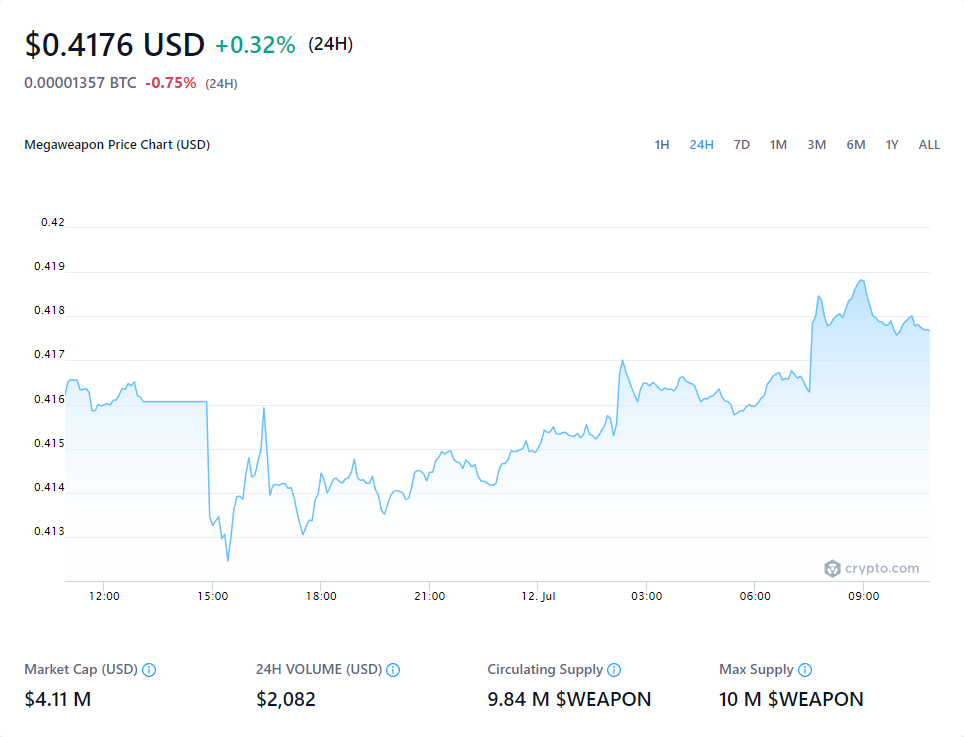 $0.4176 USD +0.32% (24H)
0.00001357 BTC -0.75% (24H)
Megaweapon Price Chart (USD) 1H 24H 7D 1M 3M 6M 1Y ALL
0.42
0.419
0.418
0.417
0.416
0.415
0.414
0.413
crypto.com
12:00 15:00 18:00 21:00 12. Jul 03:00 06:00 09:00
Market Cap (USD) 24H VOLUME (USD) Circulating Supply Max Supply
$4.11 M $2,082 9.84 M $WEAPON 10 M $WEAPON